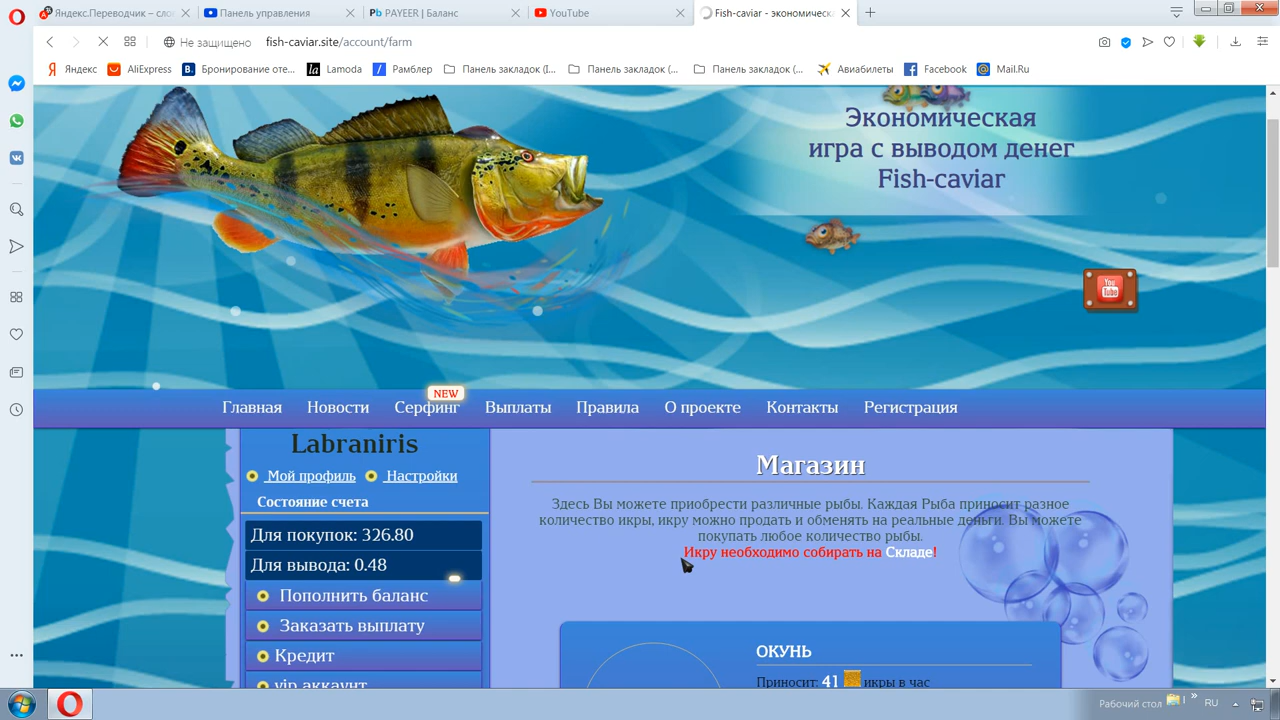 Яндекс.Переводчик – слов
Панель управления
PAYEER | Баланс
YouTube
Fish-caviar - экономическ
Не защищено
fish-caviar.site/account/farm
Яндекс
AliExpress
Бронирование оте...
Lamoda
Рамблер
Панель закладок (І...
Панель закладок (...
Панель закладок (...
Авиабилеты
Facebook
Mail.Ru
Экономическая
игра с выводом денег
Fish-caviar
You
Tube
NEW
Главная
Новости
Серфинг
Выплаты
Правила
О проекте
Контакты
Регистрация
Labraniris
Мой профиль
Настройки
Состояние счета
Для покупок: 326.80
Для вывода: 0.48
Пополнить баланс
Заказать выплату
Кредит
vip аккаунт
Магазин
Здесь Вы можете приобрести различные рыбы. Каждая Рыба приносит разное
количество икры, икру можно продать и обменять на реальные деньги. Вы можете
покупать любое количество рыбы.
Икру необходимо собирать на Складе!
ОКУНЬ
Приносит: 41 икры в час
Рабочий стол
RU